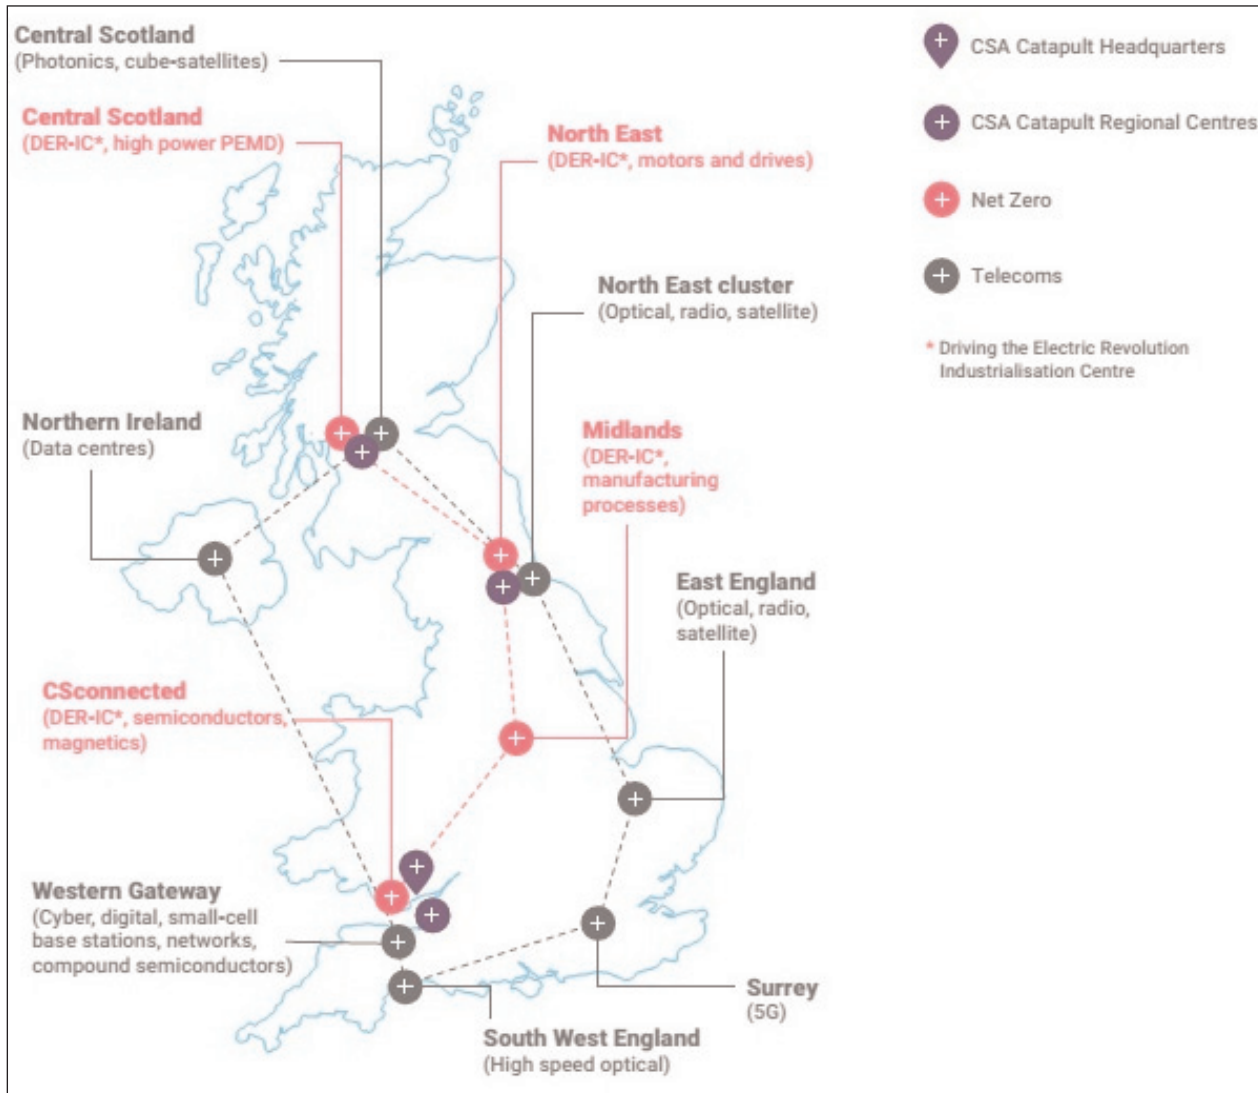 Central Scotland
(Photonics, cube-satellites)
Central Scotland
(DER-IC*, high power PEMD)
North East
(DER-IC*, motors and drives)
North East cluster
(Optical, radio, satellite)
Northern Ireland
(Data centres)
Midlands
(DER-IC*,
manufacturing
processes)
East England
(Optical, radio,
satellite)
CSconnected
(DER-IC*, semiconductors,
magnetics)
Western Gateway
(Cyber, digital, small-cell
base stations, networks,
compound semiconductors)
Surrey
(5G)
South West England
(High speed optical)
CSA Catapult Headquarters
CSA Catapult Regional Centres
Net Zero
Telecoms
* Driving the Electric Revolution
Industrialisation Centre